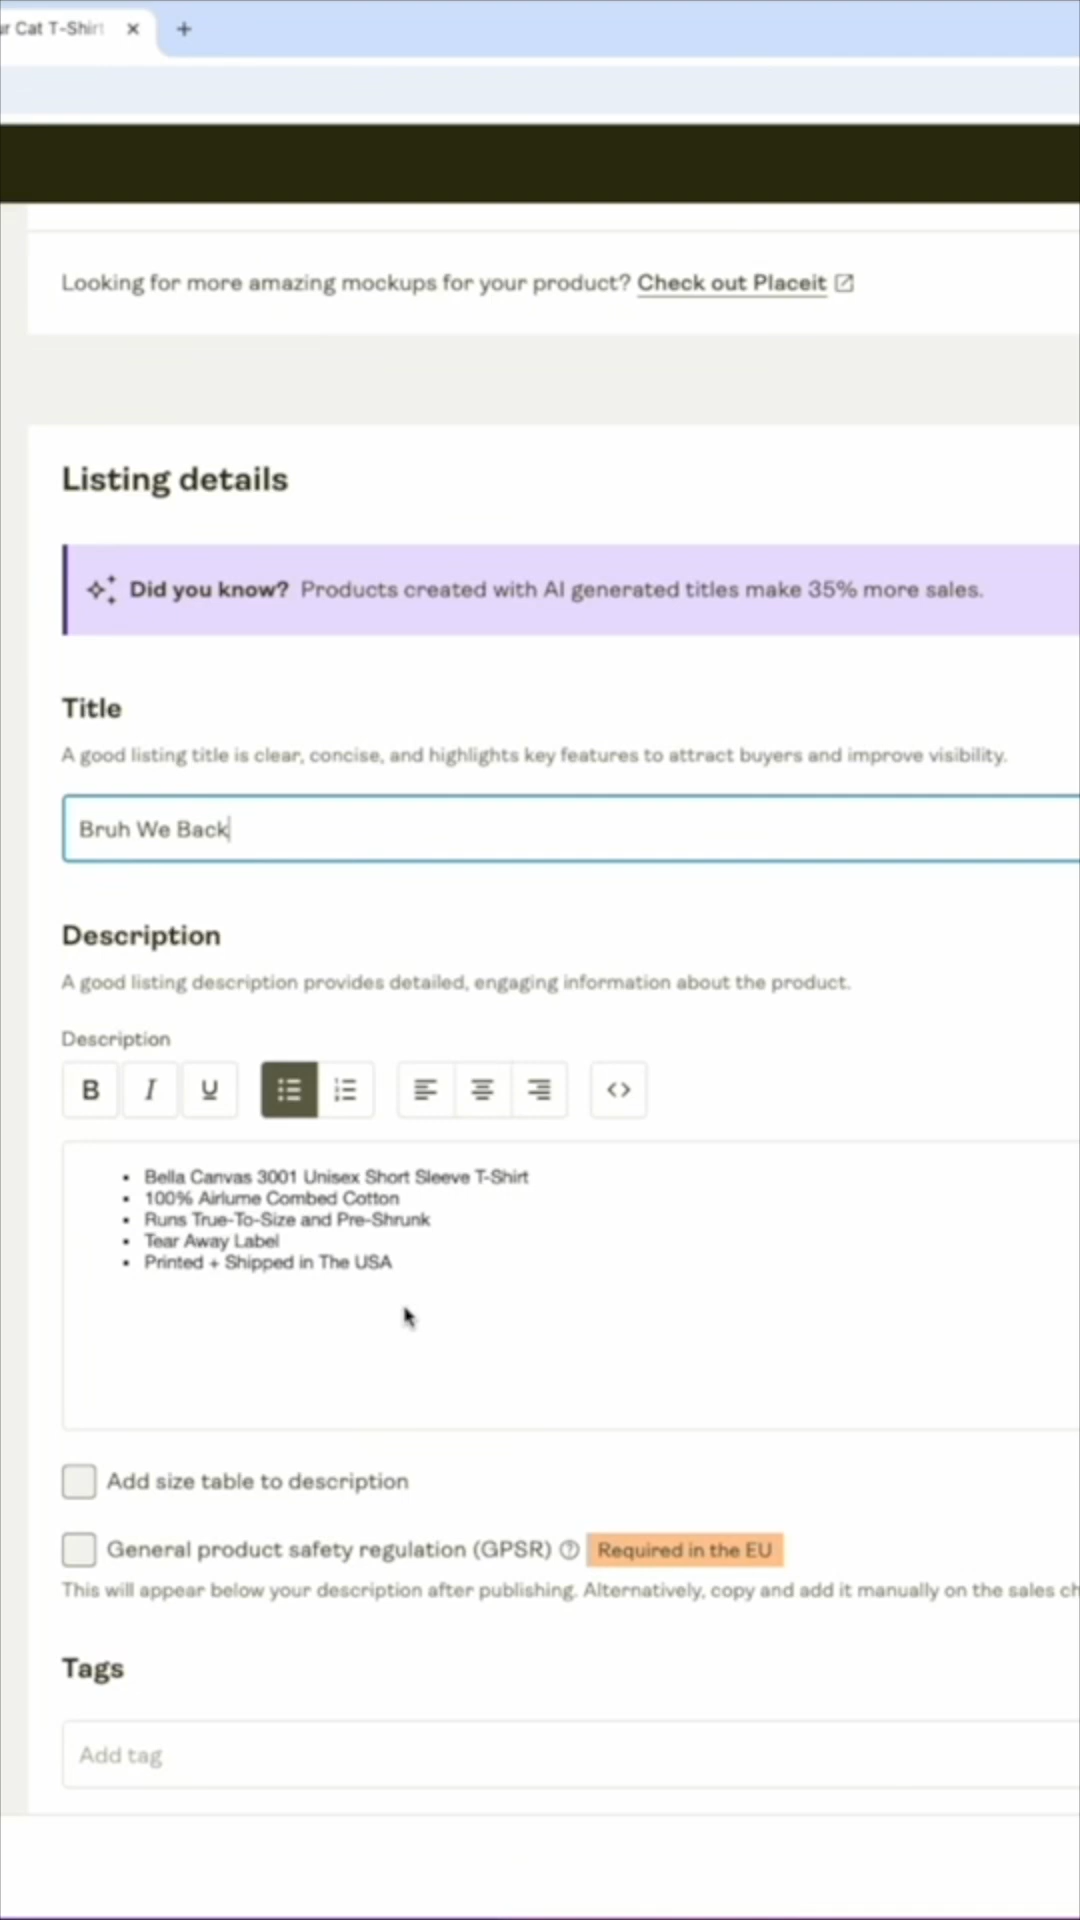 Cat T-Shirt
Looking for more amazing mockups for your product? Check out Placeit
Listing details
Did you know? Products created with AI generated titles make 35% more sales.
Title
A good listing title is clear, concise, and highlights key features to attract buyers and improve visibility.
Bruh We Back
Description
A good listing description provides detailed, engaging information about the product.
Description
B I U
• Bella Canvas 3001 Unisex Short Sleeve T-Shirt
• 100% Airlume Combed Cotton
• Runs True-To-Size and Pre-Shrunk
• Tear Away Label
• Printed + Shipped in The USA
Add size table to description
General product safety regulation (GPSR) Required in the EU
This will appear below your description after publishing. Alternatively, copy and add it manually on the sales
Tags
Add tag